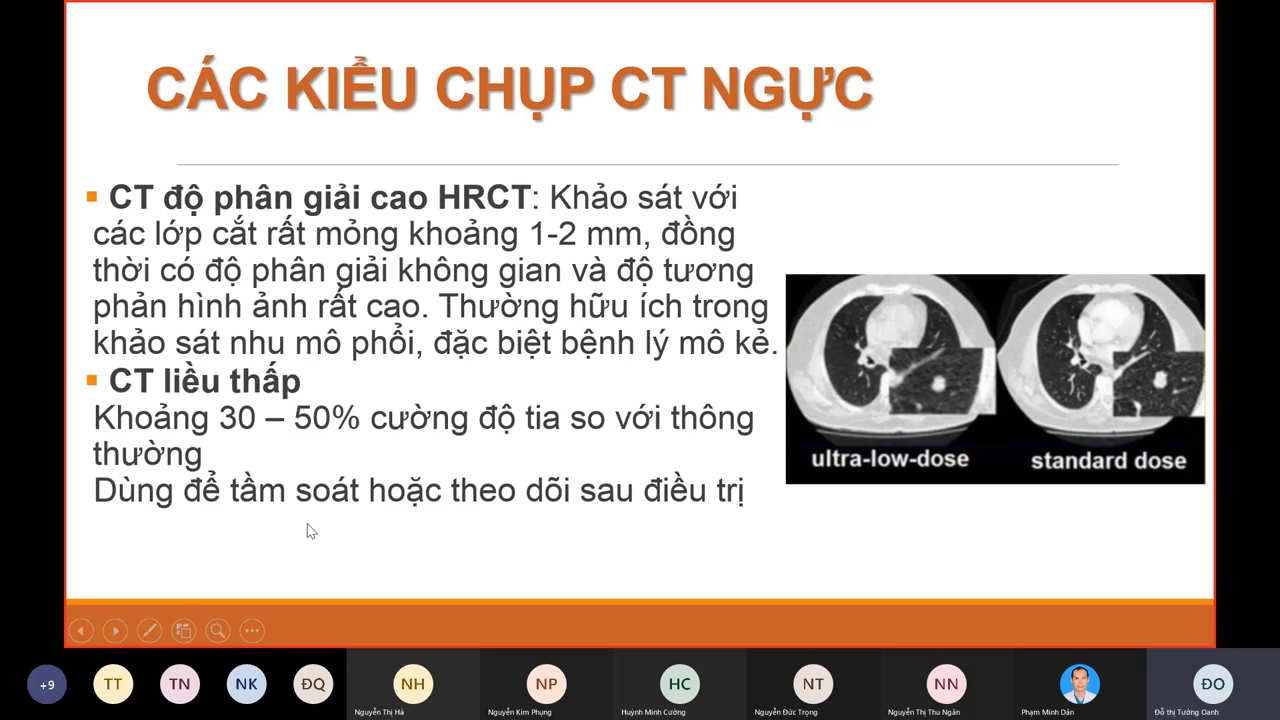 CÁC KIỂU CHỤP CT NGỰC
CT độ phân giải cao HRCT: Khảo sát với
các lớp cắt rất mỏng khoảng 1-2 mm, đồng
thời có độ phân giải không gian và độ tương
phản hình ảnh rất cao. Thường hữu ích trong
khảo sát nhu mô phổi, đặc biệt bệnh lý mô kẻ.
CT liều thấp
Khoảng 30 – 50% cường độ tia so với thông
thường
Dùng để tầm soát hoặc theo dõi sau điều trị
ultra-low-dose
standard dose
+9
TT
TN
NK
ĐQ
NH
NP
HC
NT
NN
ĐO
Nguyễn Thị Hà
Nguyễn Kim Phụng
Huỳnh Minh Cường
Nguyễn Đức Trọng
Nguyễn Thị Thu Ngân
Phạm Minh Dân
Đỗ thị Tường Oanh